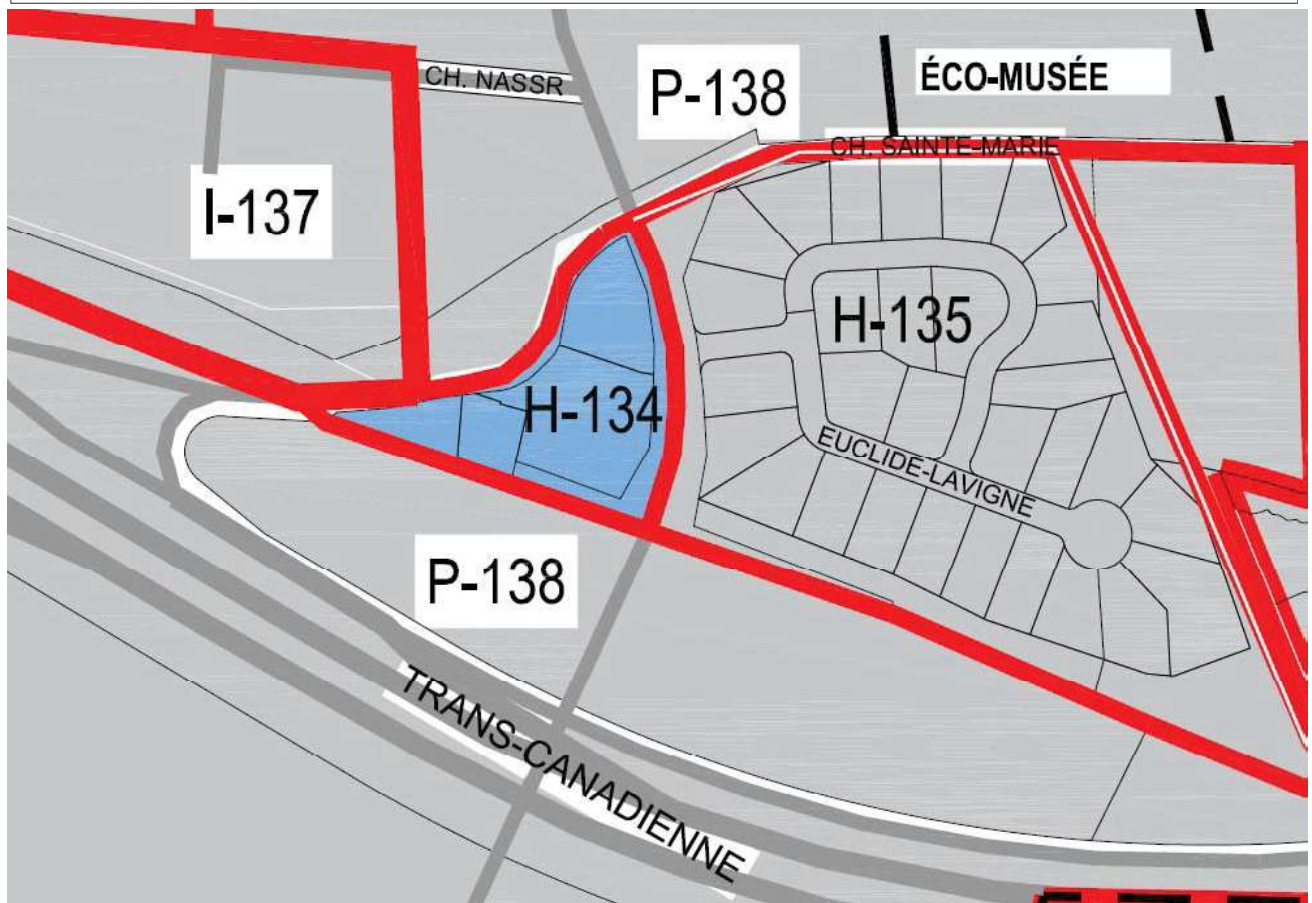 CH. NASSR
P-138
ÉCO-MUSÉE
CH. SAINTE-MARIE
I-137
H-135
H-134
EUCLIDE-LAVIGNE
P-138
TRANS-CANADIENNE